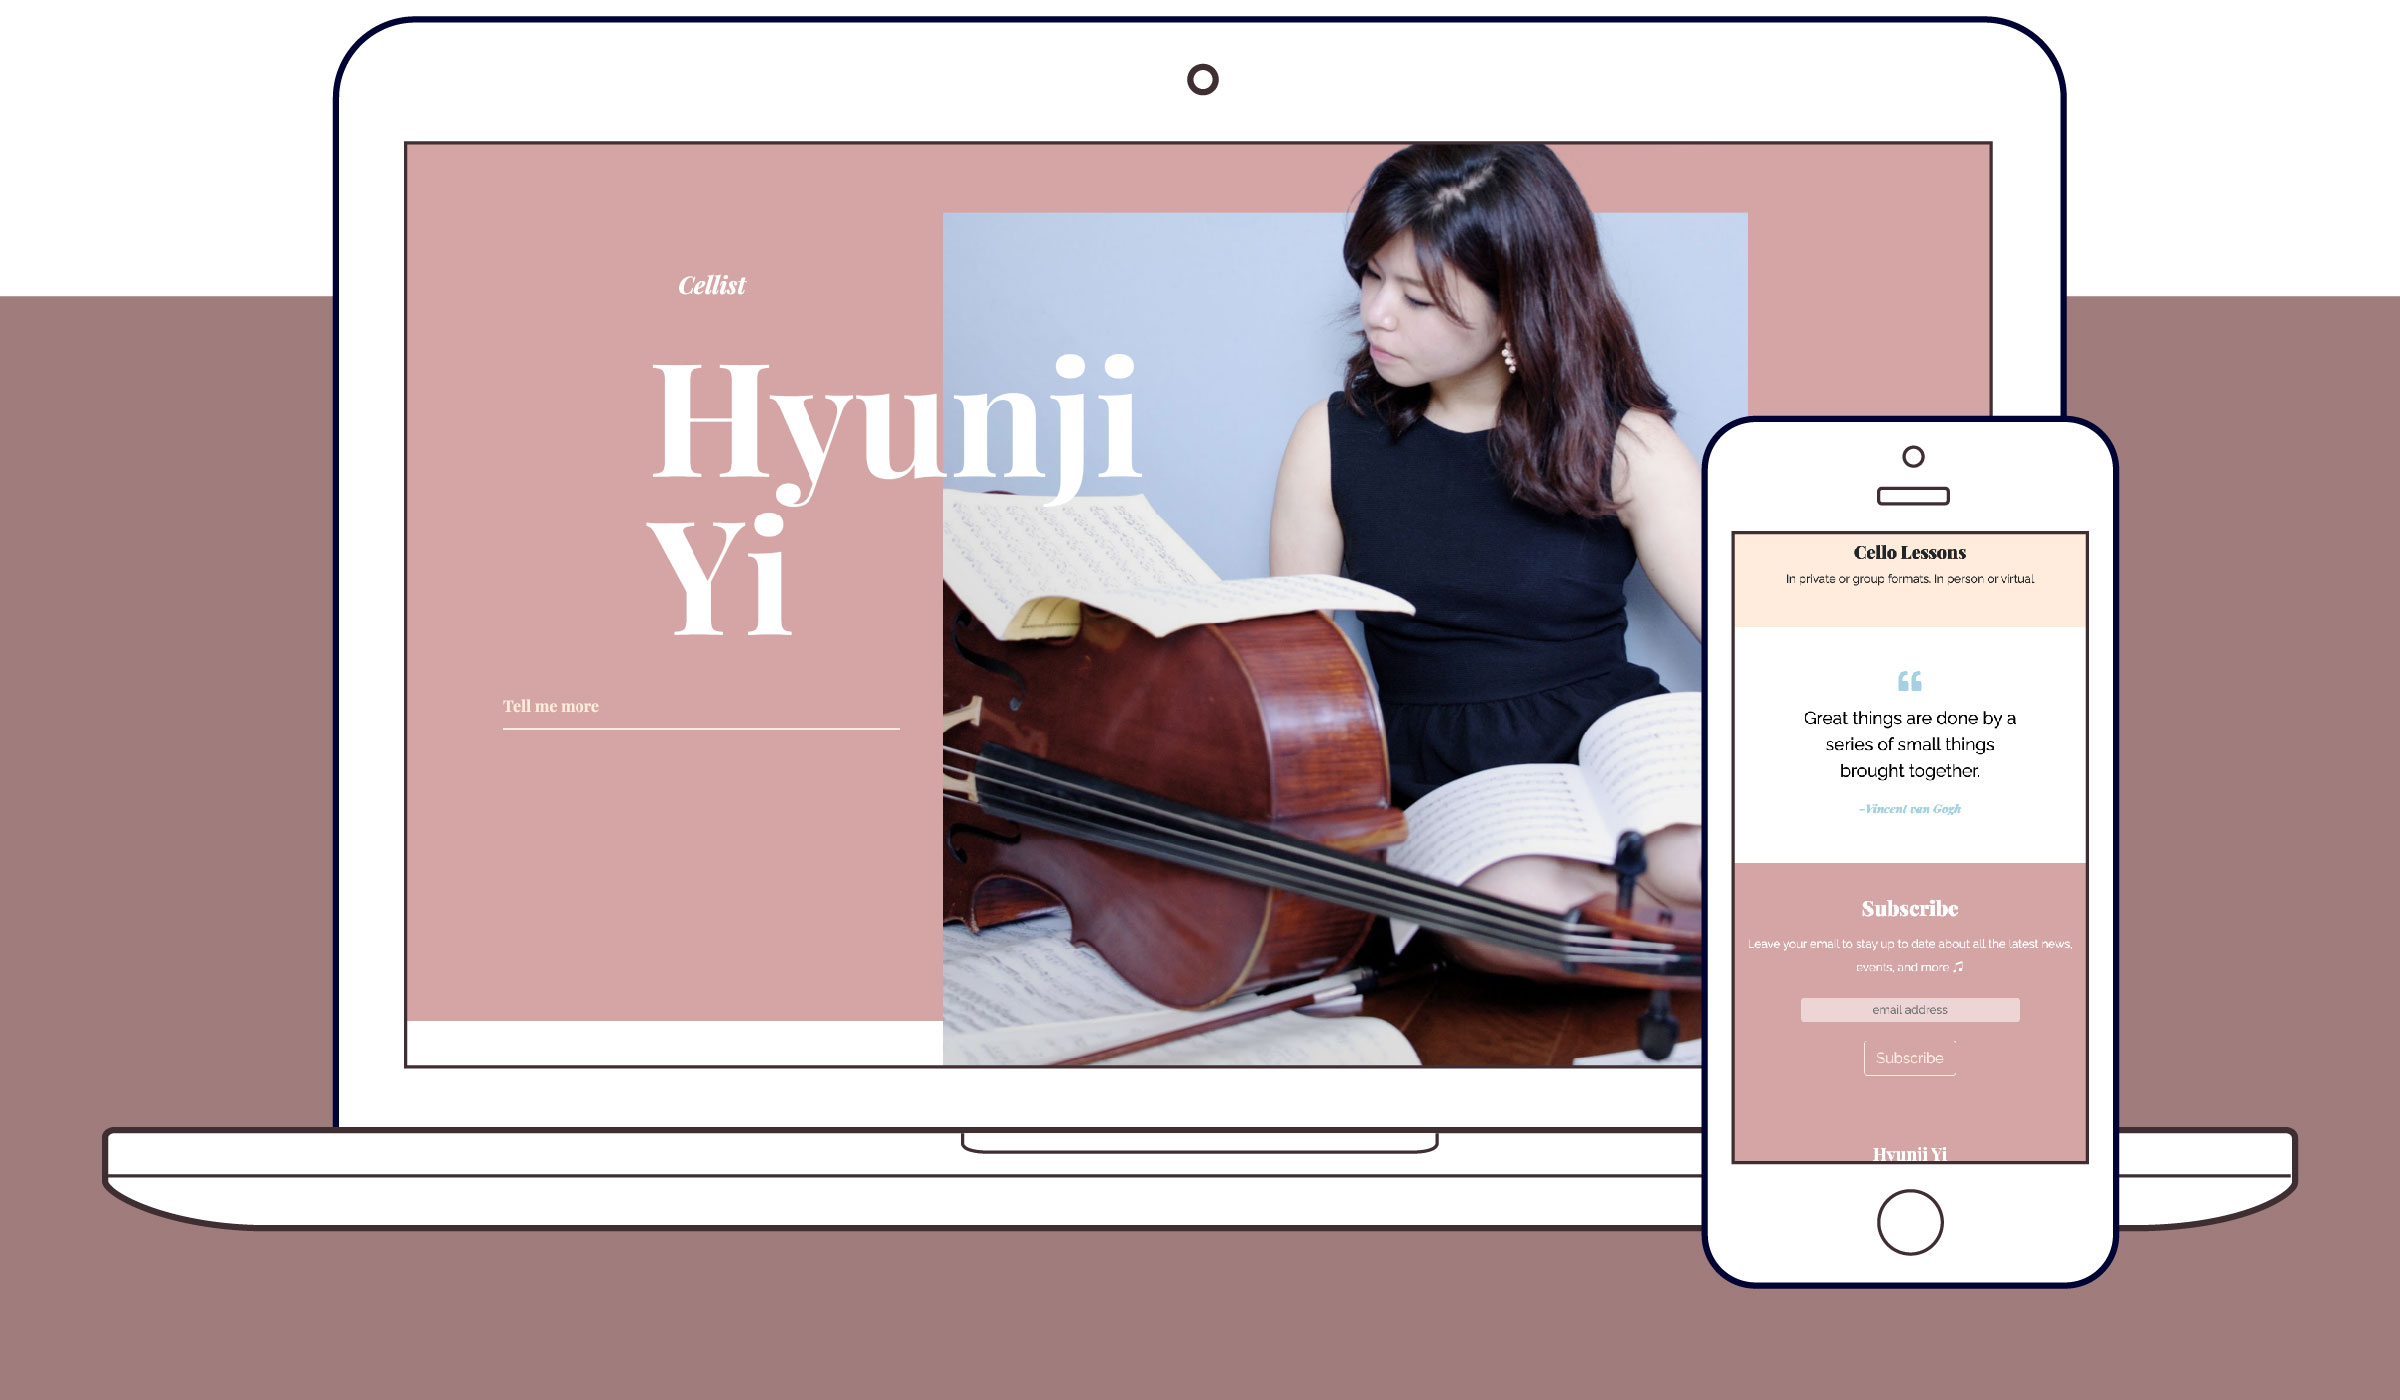 Cellist
Hyunji
Yi
Tell me more
Cello Lessons
In private or group formats. In person or virtual
“
Great things are done by a
series of small things
brought together.
-Vincent van Gogh
Subscribe
Leave your email to stay up to date about all the latest news,
events, and more ♫
email address
Subscribe
Hyunji Yi